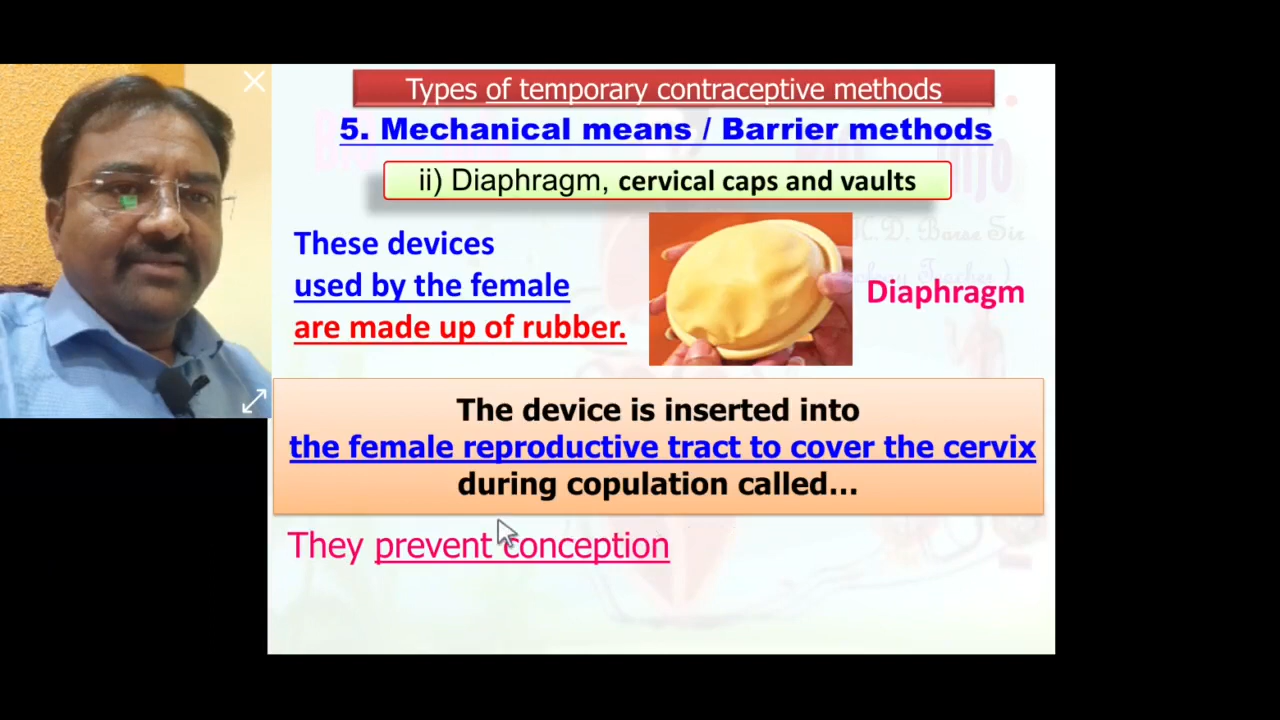 Types of temporary contraceptive methods
5. Mechanical means / Barrier methods
ii) Diaphragm, cervical caps and vaults
These devices
used by the female
are made up of rubber.
Diaphragm
The device is inserted into
the female reproductive tract to cover the cervix
during copulation called...
They prevent conception